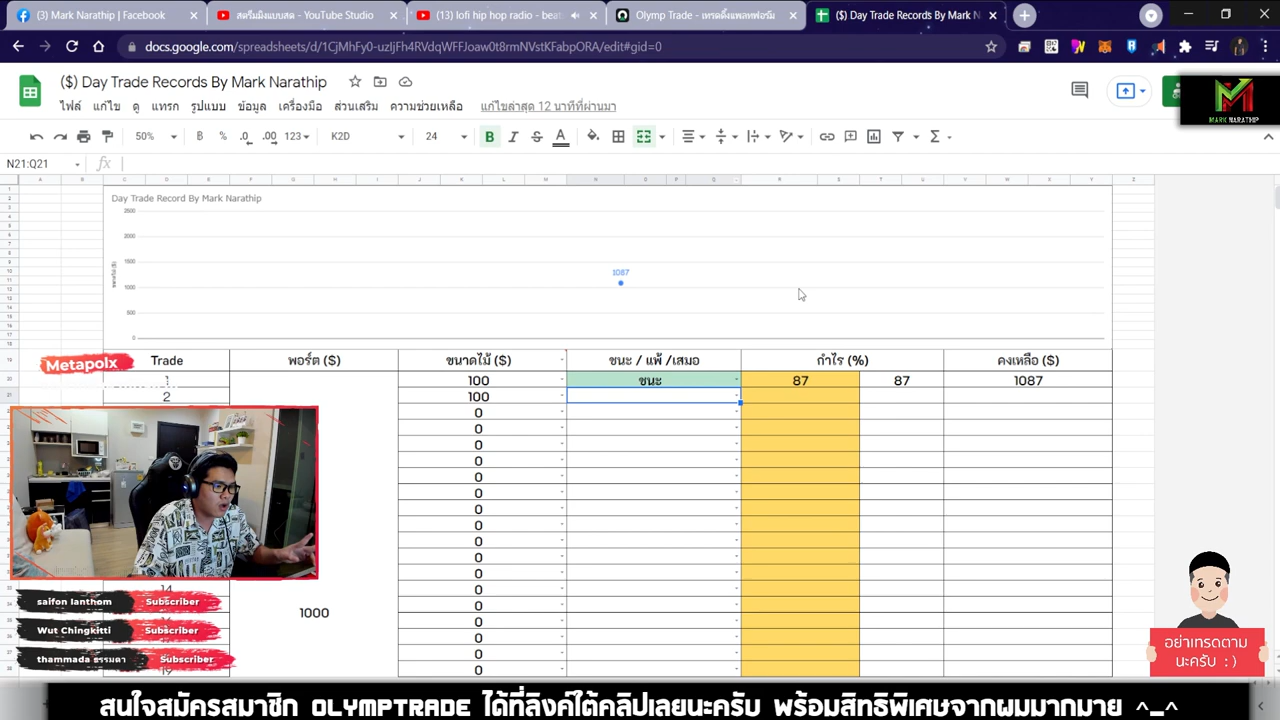 (3) Mark Narathip | Facebook
สตรีมมิงแบบสด - YouTube Studio
(13) lofi hip hop radio - beat
Olymp Trade - เทรดดิ้งแพลทฟอร์ม
($) Day Trade Records By Mark N
docs.google.com/spreadsheets/d/1CjMhFy0-uzIjFh4RVdqWFFJoaw0t8rmNVstKFabpORA/edit#gid=0
($) Day Trade Records By Mark Narathip
ไฟล์ แก้ไข ดู แทรก รูปแบบ ข้อมูล เครื่องมือ ส่วนเสริม ความช่วยเหลือ แก้ไขล่าสุด 12 นาทีที่ผ่านมา
MARK NARATHIP
50% ฿ % .0 .00 123 K2D 24 B I S A
N21:Q21 fx
Day Trade Record By Mark Narathip
2500
2000
1500
1000
500
0
1087
Trade พอร์ต ($) ขนาดไม้ ($) ชนะ / แพ้ /เสมอ กำไร (%) คงเหลือ ($)
1 100 ชนะ 87 87 1087
2 100
0
0
0
0
0
0
0
0
0
0
0
14 0
0
1000
0
0
0
19 0
Metapolx
saifon lanthom Subscriber
Wut Chingkitti Subscriber
thammada ธรรมดา Subscriber
อย่าเทรดตาม
นะครับ : )
สนใจสมัครสมาชิก OLYMPTRADE ได้ที่ลิงค์ใต้คลิปเลยนะครับ พร้อมสิทธิพิเศษจากผมมากมาย ^_^